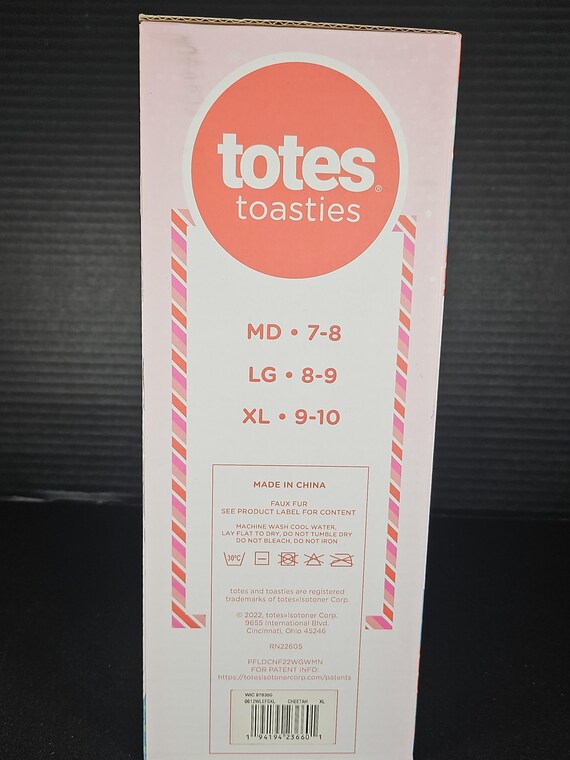 totes®
toasties
MD • 7-8
LG • 8-9
XL • 9-10
MADE IN CHINA
FAUX FUR
SEE PRODUCT LABEL FOR CONTENT
MACHINE WASH COOL WATER,
LAY FLAT TO DRY, DO NOT TUMBLE DRY
DO NOT BLEACH, DO NOT IRON
30°C
totes and toasties are registered
trademarks of totes»Isotoner Corp.
© 2022, totes»Isotoner Corp.
9655 International Blvd.
Cincinnati, Ohio 45246
RN22605
PFLDCNF22WGWMN
FOR PATENT INFO:
https://totesisotonercorp.com/patents
CHEETAH XL
1 94194 23660 1